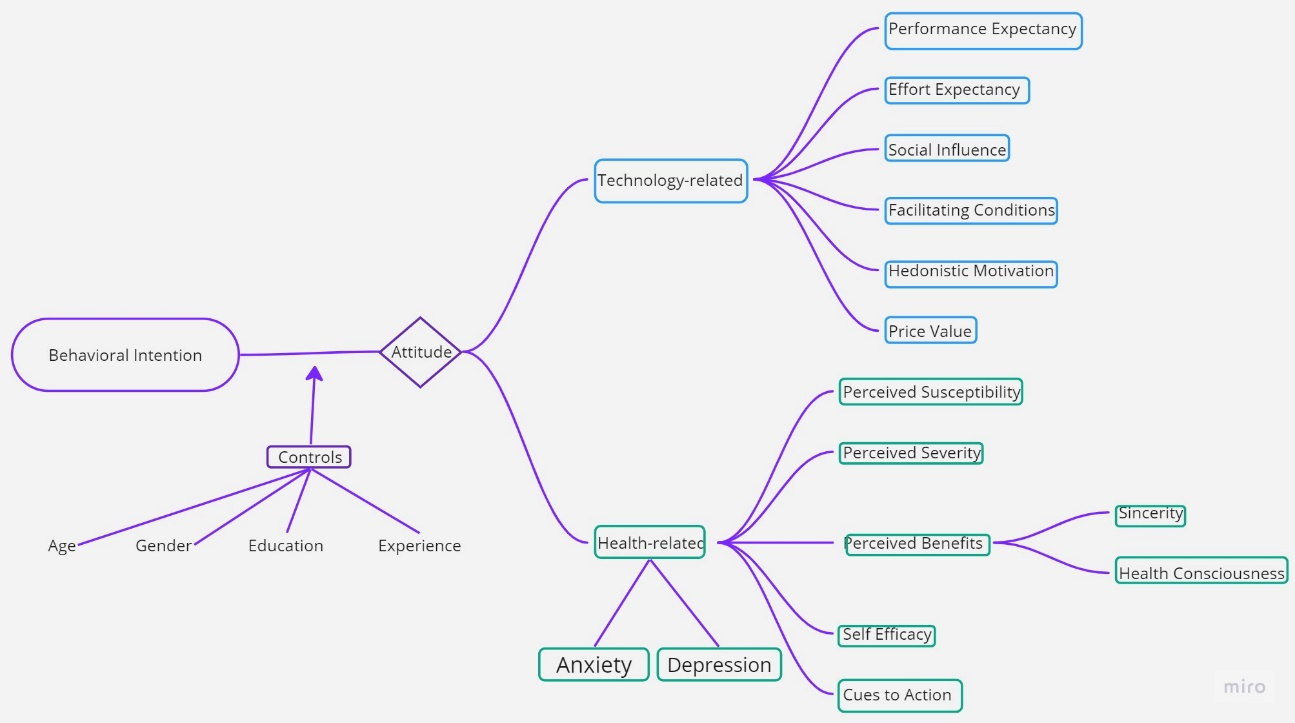 Performance Expectancy
Effort Expectancy
Social Influence
Technology-related
Facilitating Conditions
Hedonistic Motivation
Price Value
Behavioral Intention
Attitude
Perceived Susceptibility
Controls
Perceived Severity
Age
Gender
Education
Experience
Health-related
Perceived Benefits
Sincerity
Health Consciousness
Self Efficacy
Anxiety
Depression
Cues to Action
miro